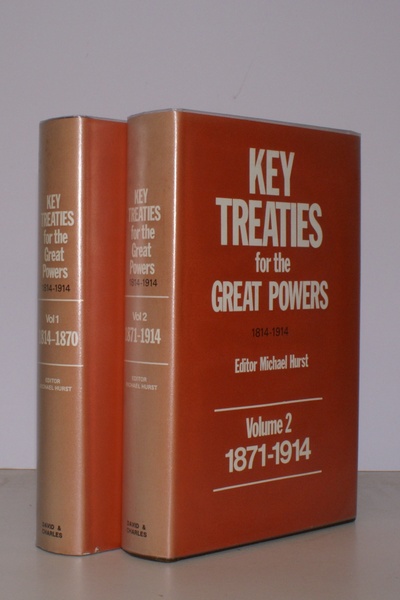 KEY
TREATIES
for the
Great
Powers
1814-1914
Vol 1
1814-1870
EDITOR
MICHAEL HURST
DAVID &
CHARLES
KEY
TREATIES
for the
Great
Powers
1814-1914
Vol 2
1871-1914
EDITOR
MICHAEL HURST
DAVID &
CHARLES
KEY
TREATIES
for the
GREAT POWERS
1814-1914
Editor Michael Hurst
Volume 2
1871-1914